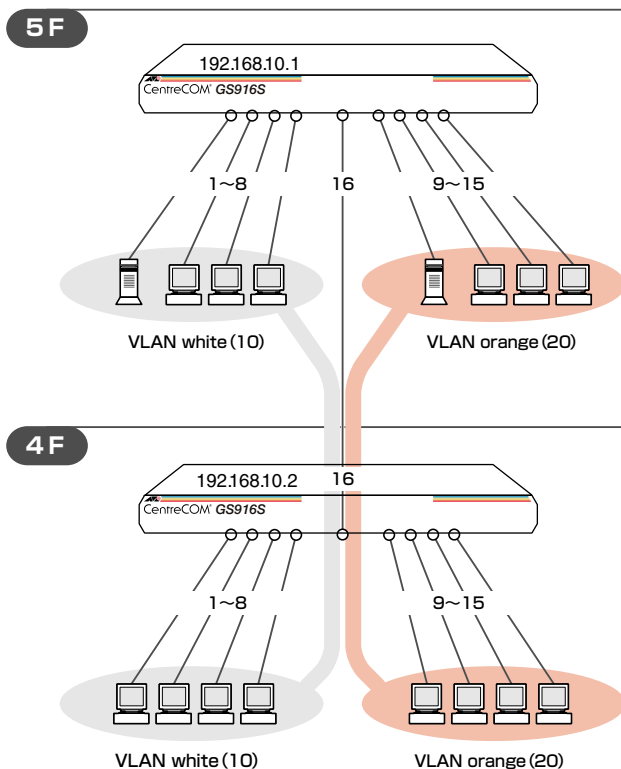 5F
192.168.10.1
CentreCOM® GS916S
1〜8
16
9〜15
VLAN white(10)
VLAN orange(20)
4F
192.168.10.2
16
CentreCOM® GS916S
1〜8
9〜15
VLAN white(10)
VLAN orange(20)